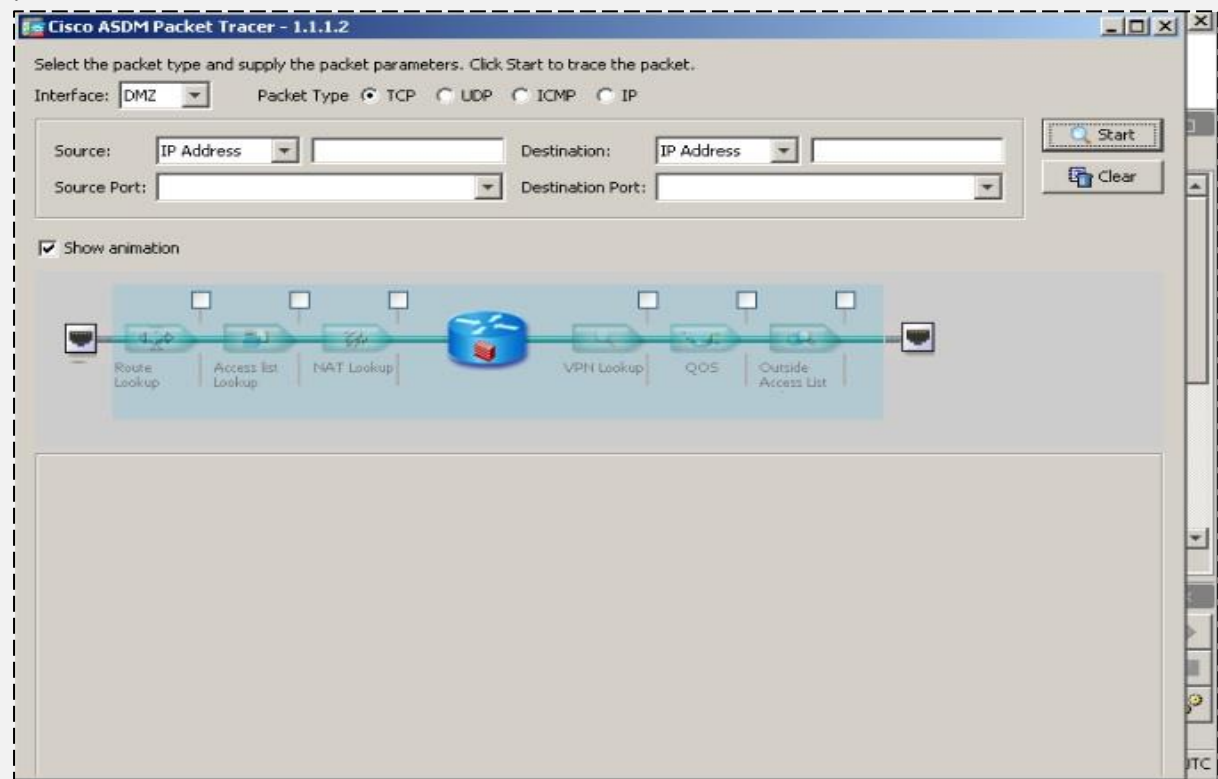 Cisco ASDM Packet Tracer - 1.1.1.2
Select the packet type and supply the packet parameters. Click Start to trace the packet.
Interface: DMZ Packet Type TCP UDP ICMP IP
Source: IP Address Destination: IP Address Start
Source Port: Destination Port: Clear
Show animation
Route Lookup
Access list Lookup
NAT Lookup
VPN Lookup
QOS
Outside Access List
UTC